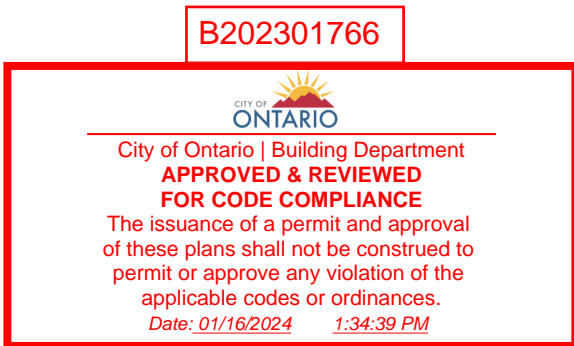 B202301766
CITY OF
ONTARIO
City of Ontario | Building Department
APPROVED & REVIEWED
FOR CODE COMPLIANCE
The issuance of a permit and approval
of these plans shall not be construed to
permit or approve any violation of the
applicable codes or ordinances.
Date: 01/16/2024 1:34:39 PM